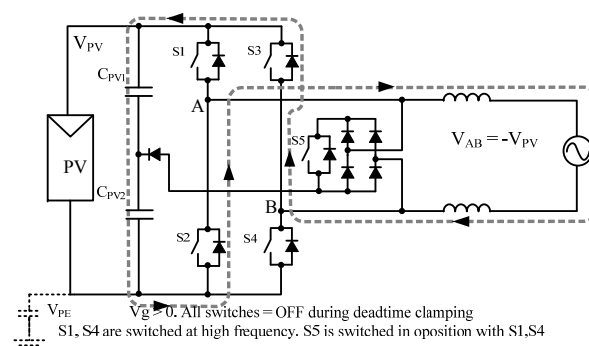 V_PV
S1
S3
C_PV1
A
S5
V_AB = -V_PV
PV
C_PV2
B
S2
S4
V_PE
Vg > 0. All switches = OFF during deadtime clamping
S1, S4 are switched at high frequency. S5 is switched in oposition with S1,S4